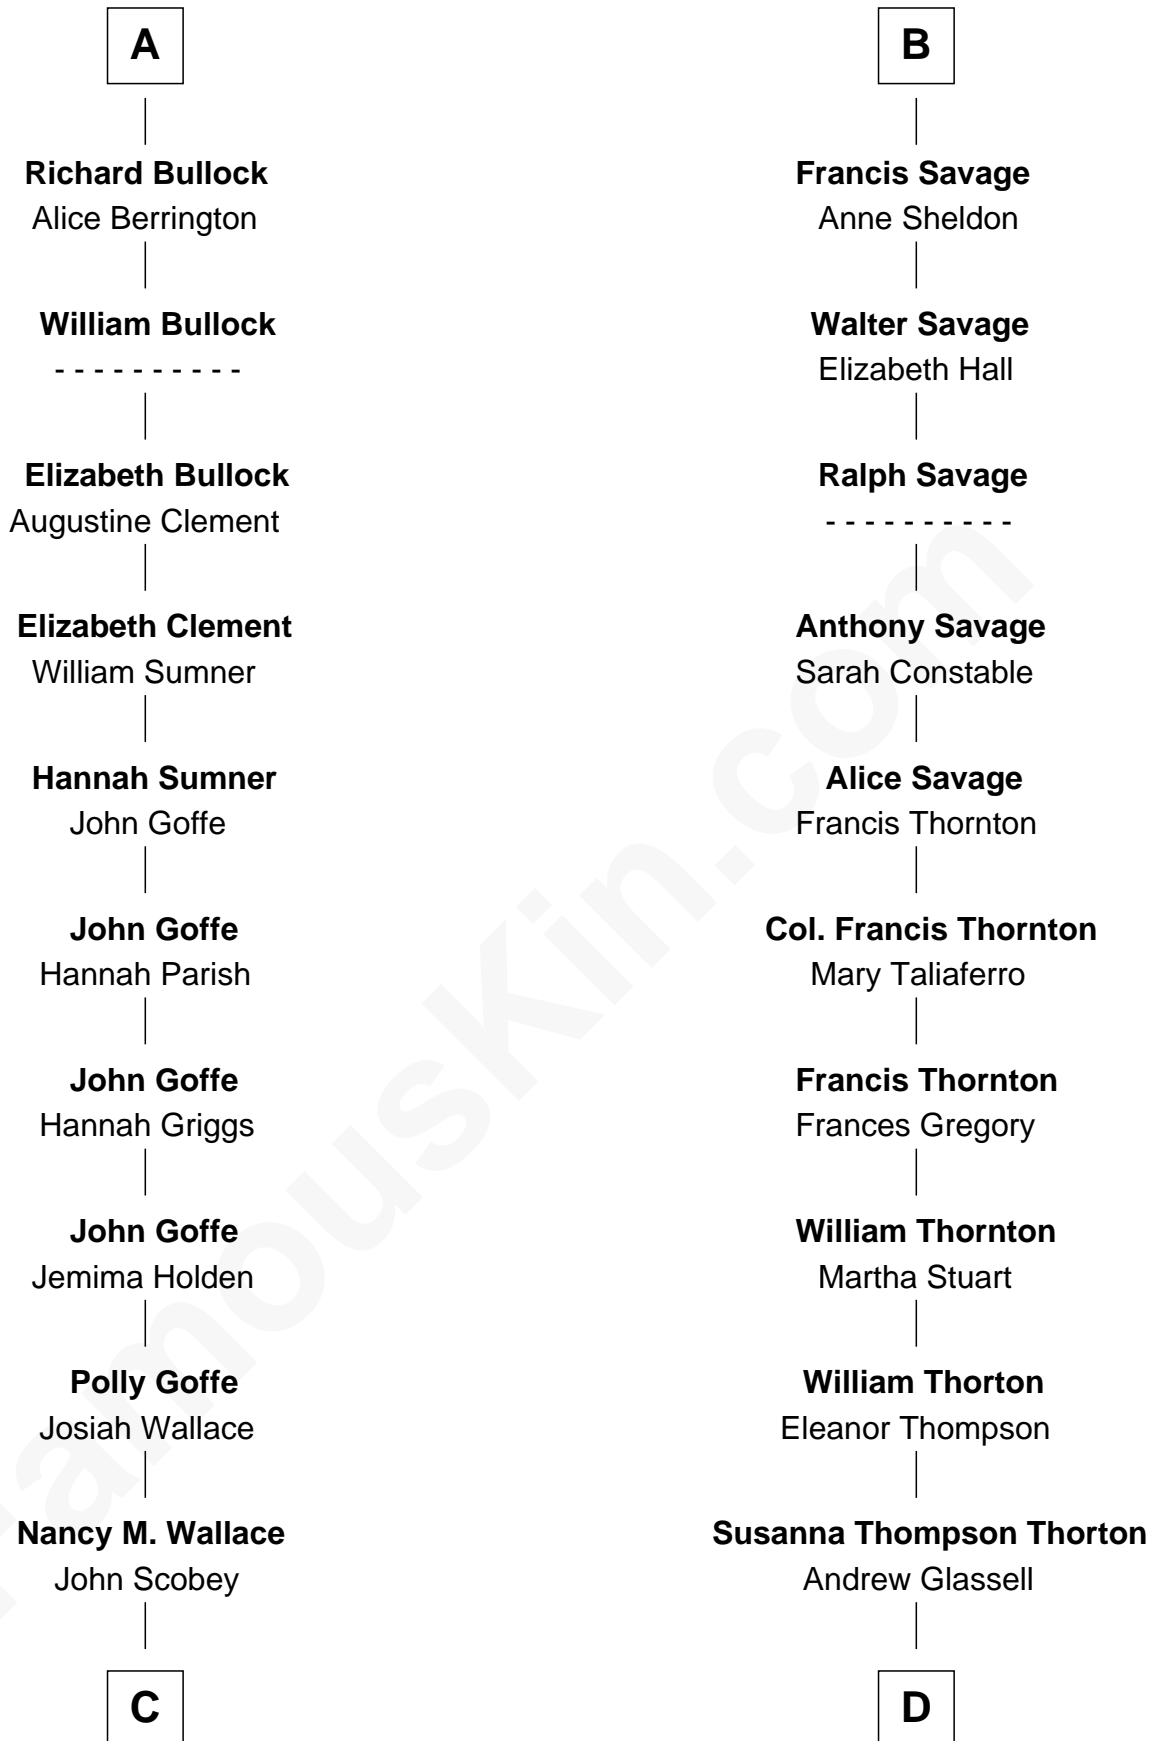 A
Richard Bullock
Alice Berrington
William Bullock
- - - - - - - - - -
Elizabeth Bullock
Augustine Clement
Elizabeth Clement
William Sumner
Hannah Sumner
John Goffe
John Goffe
Hannah Parish
John Goffe
Hannah Griggs
John Goffe
Jemima Holden
Polly Goffe
Josiah Wallace
Nancy M. Wallace
John Scobey
C
B
Francis Savage
Anne Sheldon
Walter Savage
Elizabeth Hall
Ralph Savage
- - - - - - - - - -
Anthony Savage
Sarah Constable
Alice Savage
Francis Thornton
Col. Francis Thornton
Mary Taliaferro
Francis Thornton
Frances Gregory
William Thornton
Martha Stuart
William Thorton
Eleanor Thompson
Susanna Thompson Thorton
Andrew Glassell
D
FamousKin.com